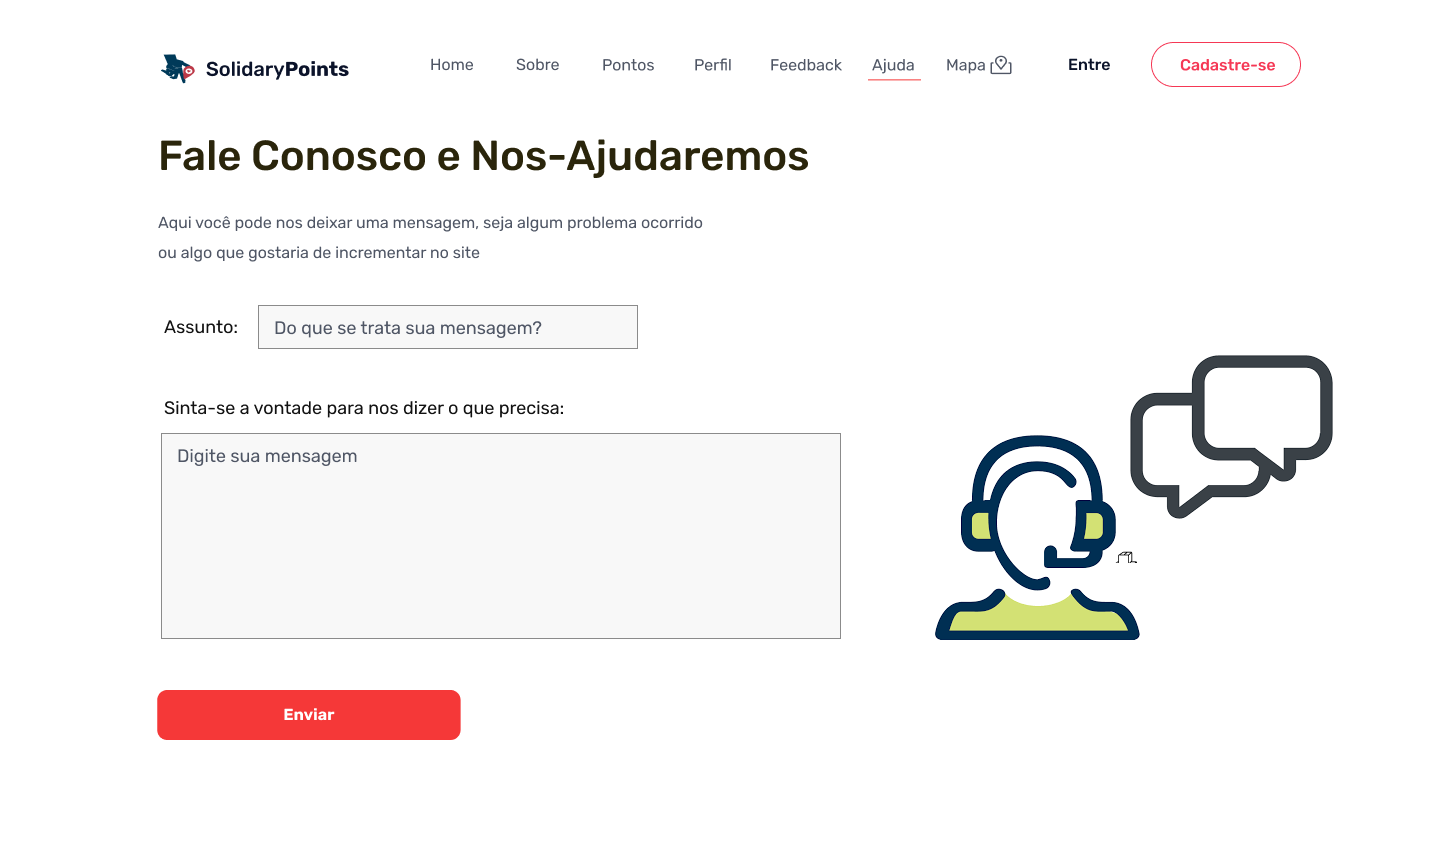 SolidaryPoints
Home Sobre Pontos Perfil Feedback Ajuda Mapa Entre Cadastre-se
Fale Conosco e Nos-Ajudaremos
Aqui você pode nos deixar uma mensagem, seja algum problema ocorrido
ou algo que gostaria de incrementar no site
Assunto: Do que se trata sua mensagem?
Sinta-se a vontade para nos dizer o que precisa:
Digite sua mensagem
Enviar